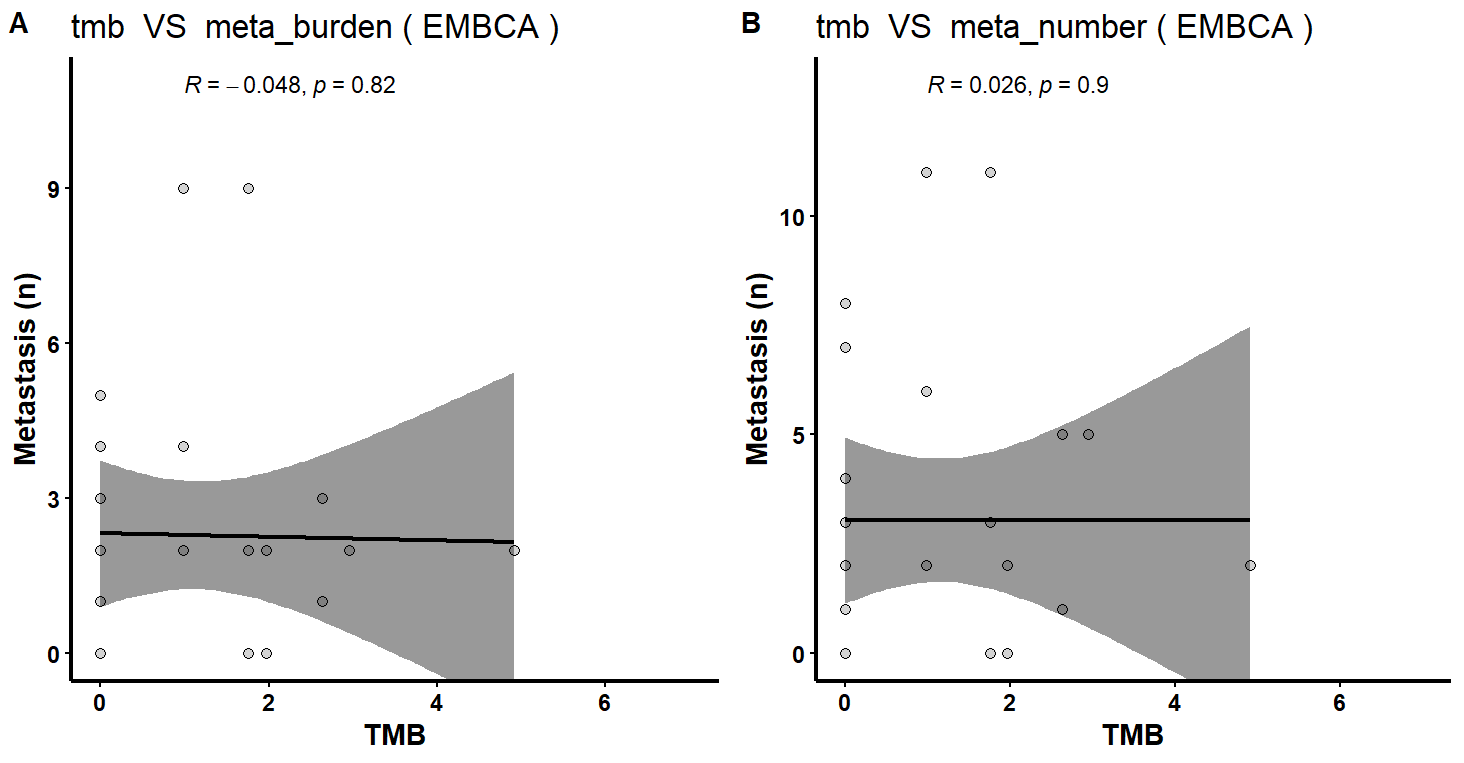 A tmb VS meta_burden ( EMBCA )
R = – 0.048, p = 0.82
9
6
3
0
Metastasis (n)
0 2 4 6
TMB
B tmb VS meta_number ( EMBCA )
R = 0.026, p = 0.9
10
5
0
Metastasis (n)
0 2 4 6
TMB